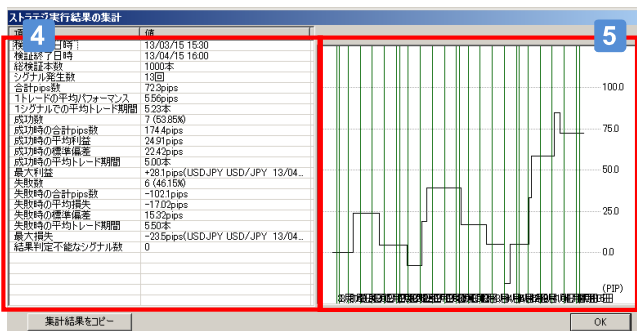 ストラテジ実行結果の集計
4
値
5
13/03/15 15:30
検証終了日時 13/04/15 16:00
総検証本数 1000本
シグナル発生数 13回
合計pips数 72.3pips
1トレードの平均パフォーマンス 5.56pips
1シグナルでの平均トレード期間 5.23本
成功数 7 (53.85%)
成功時の合計pips数 174.4pips
成功時の平均利益 24.91pips
成功時の標準偏差 22.42pips
成功時の平均トレード期間 5.00本
最大利益 +28.1pips(USDJPY USD/JPY 13/04...
失敗数 6 (46.15%)
失敗時の合計pips数 -102.1pips
失敗時の平均損失 -17.02pips
失敗時の標準偏差 15.32pips
失敗時の平均トレード期間 5.50本
最大損失 -23.5pips(USDJPY USD/JPY 13/04...
結果判定不能なシグナル数 0
100.0
75.0
50.0
25.0
0.0
(PIP)
集計結果をコピー
OK